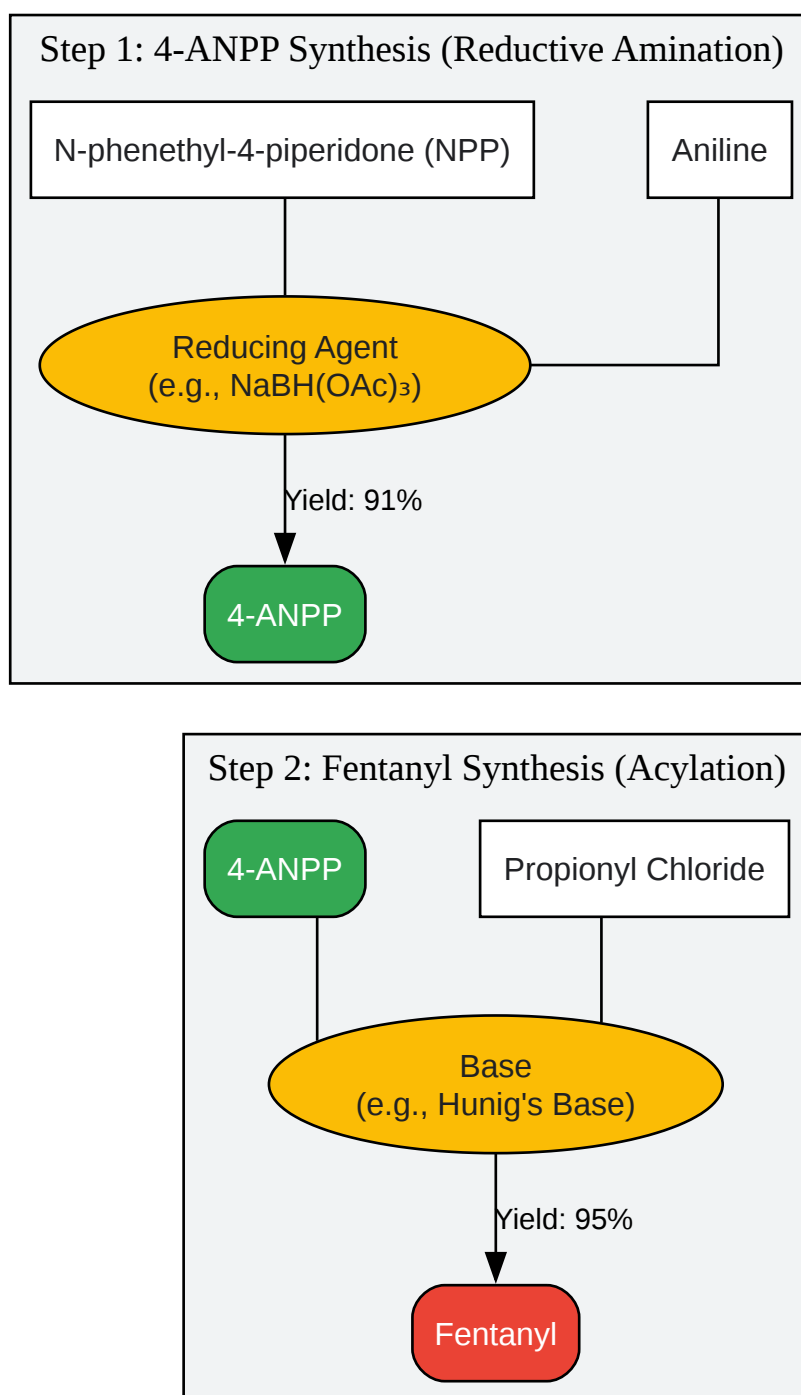 Step 1: 4-ANPP Synthesis (Reductive Amination)
N-phenethyl-4-piperidone (NPP)
Aniline
Reducing Agent
(e.g., NaBH(OAc)₃)
Yield: 91%
4-ANPP
Step 2: Fentanyl Synthesis (Acylation)
4-ANPP
Propionyl Chloride
Base
(e.g., Hunig's Base)
Yield: 95%
Fentanyl